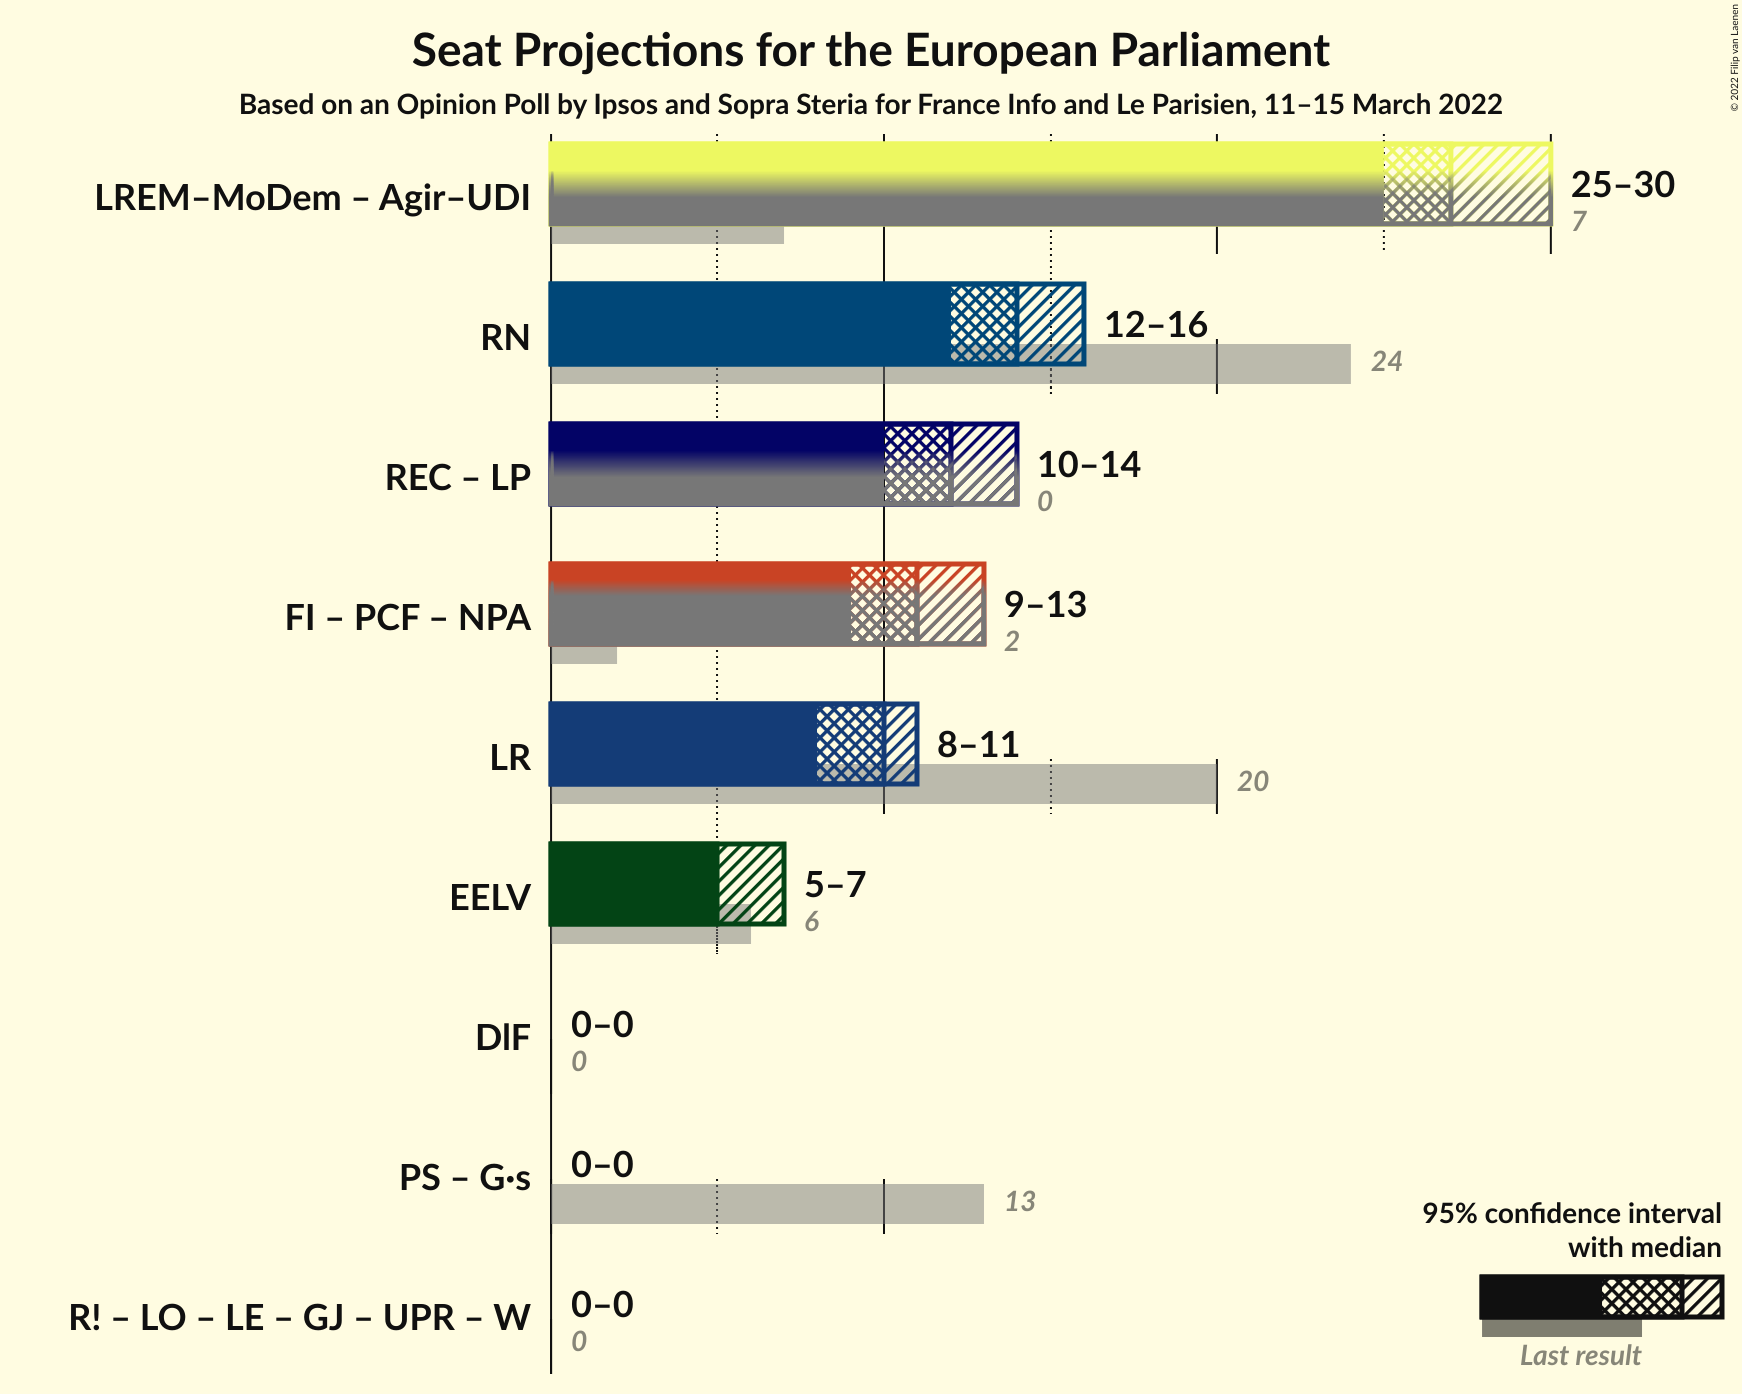 Seat Projections for the European Parliament
Based on an Opinion Poll by Ipsos and Sopra Steria for France Info and Le Parisien, 11–15 March 2022
© 2022 Filip van Laenen
LREM–MoDem – Agir–UDI
25–30
7
RN
12–16
24
REC – LP
10–14
0
FI – PCF – NPA
9–13
2
LR
8–11
20
EELV
5–7
6
DlF
0–0
0
PS – G·s
0–0
13
R! – LO – LE – GJ – UPR – W
0–0
0
95% confidence interval
with median
Last result